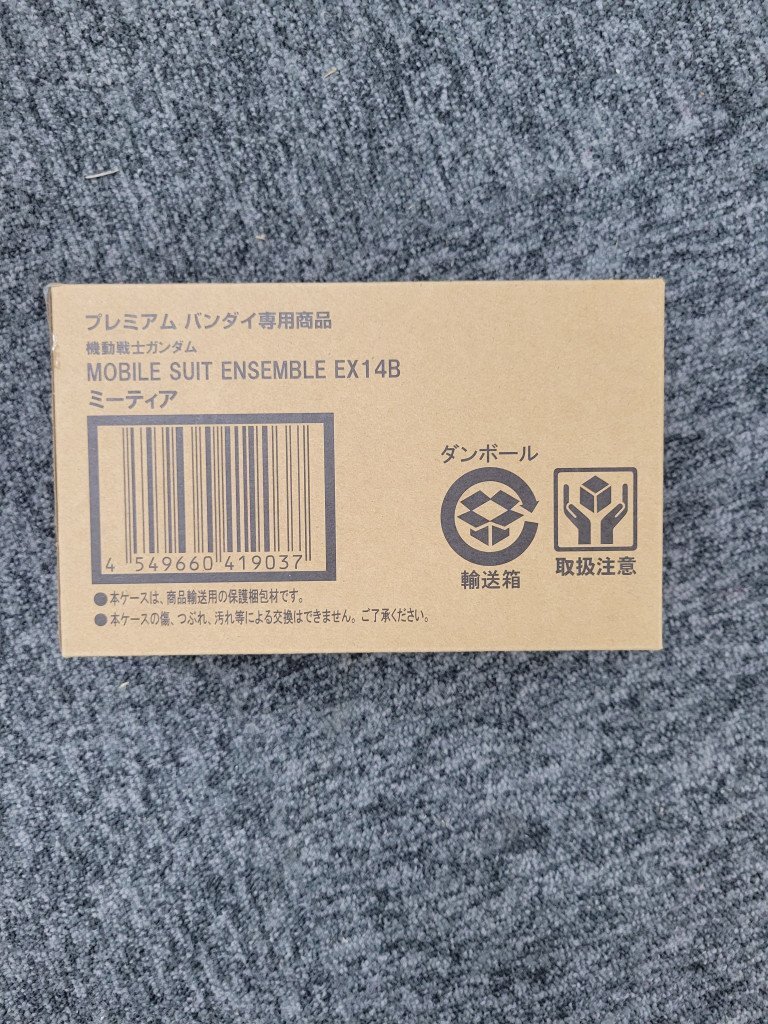 プレミアム バンダイ専用商品
機動戦士ガンダム
MOBILE SUIT ENSEMBLE EX14B
ミーティア
4 549660 419037
ダンボール
輸送箱
取扱注意
●本ケースは、商品輸送用の保護梱包材です。
●本ケースの傷、つぶれ、汚れ等による交換はできません。ご了承ください。